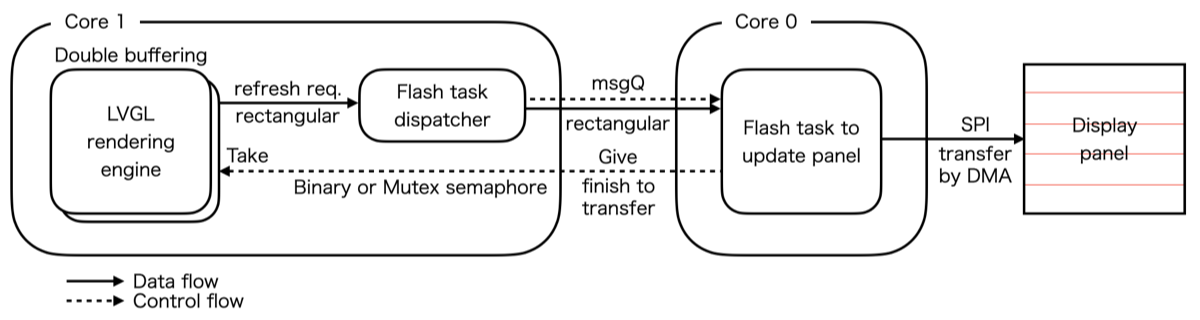 Core 1
Core 0
Double buffering
LVGL
rendering
engine
refresh req.
rectangular
Flash task
dispatcher
msgQ
rectangular
Flash task to
update panel
SPI
transfer
by DMA
Display
panel
Take
Give
Binary or Mutex semaphore
finish to
transfer
Data flow
Control flow